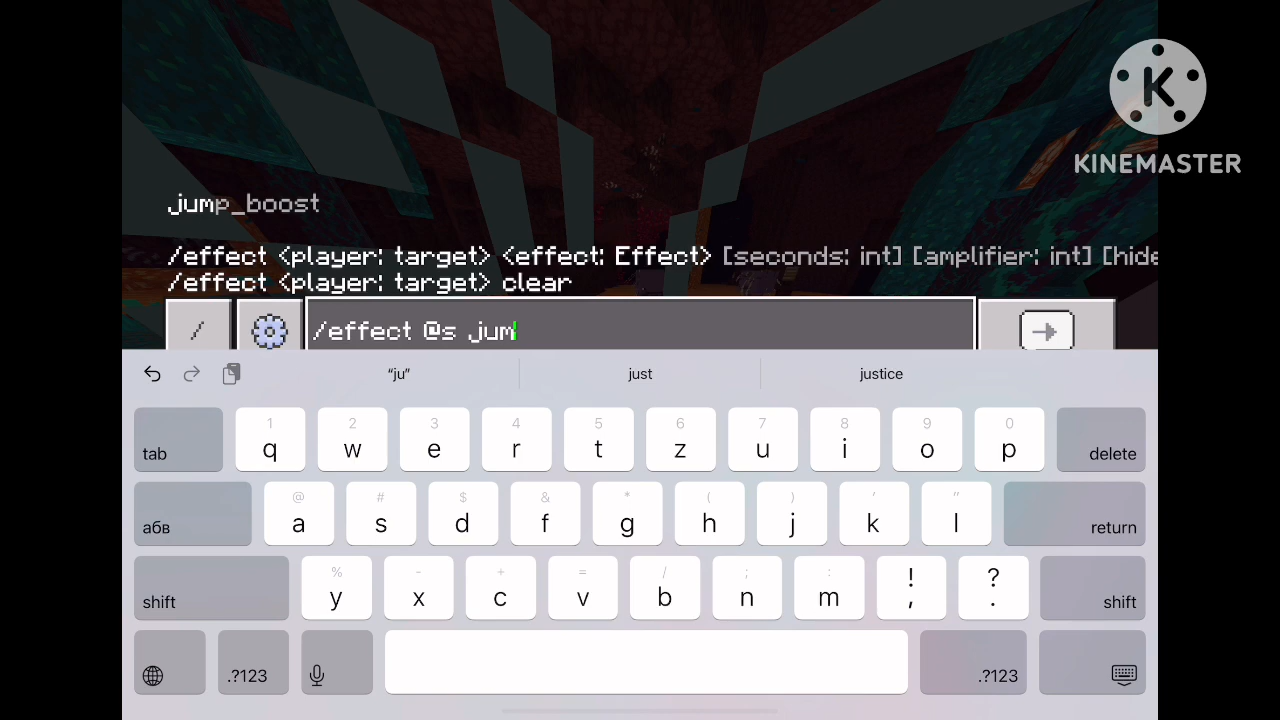 KINEMASTER
jump_boost
/effect <player: target> <effect: Effect> [seconds: int] [amplifier: int] [hide
/effect <player: target> clear
/ /effect @s jum
“ju” just justice
1 2 3 4 5 6 7 8 9 0
tab q w e r t z u i o p delete
@ # $ & * ( ) ' "
абв a s d f g h j k l return
% - + = / ; : ! ?
shift y x c v b n m , . shift
.?123 .?123